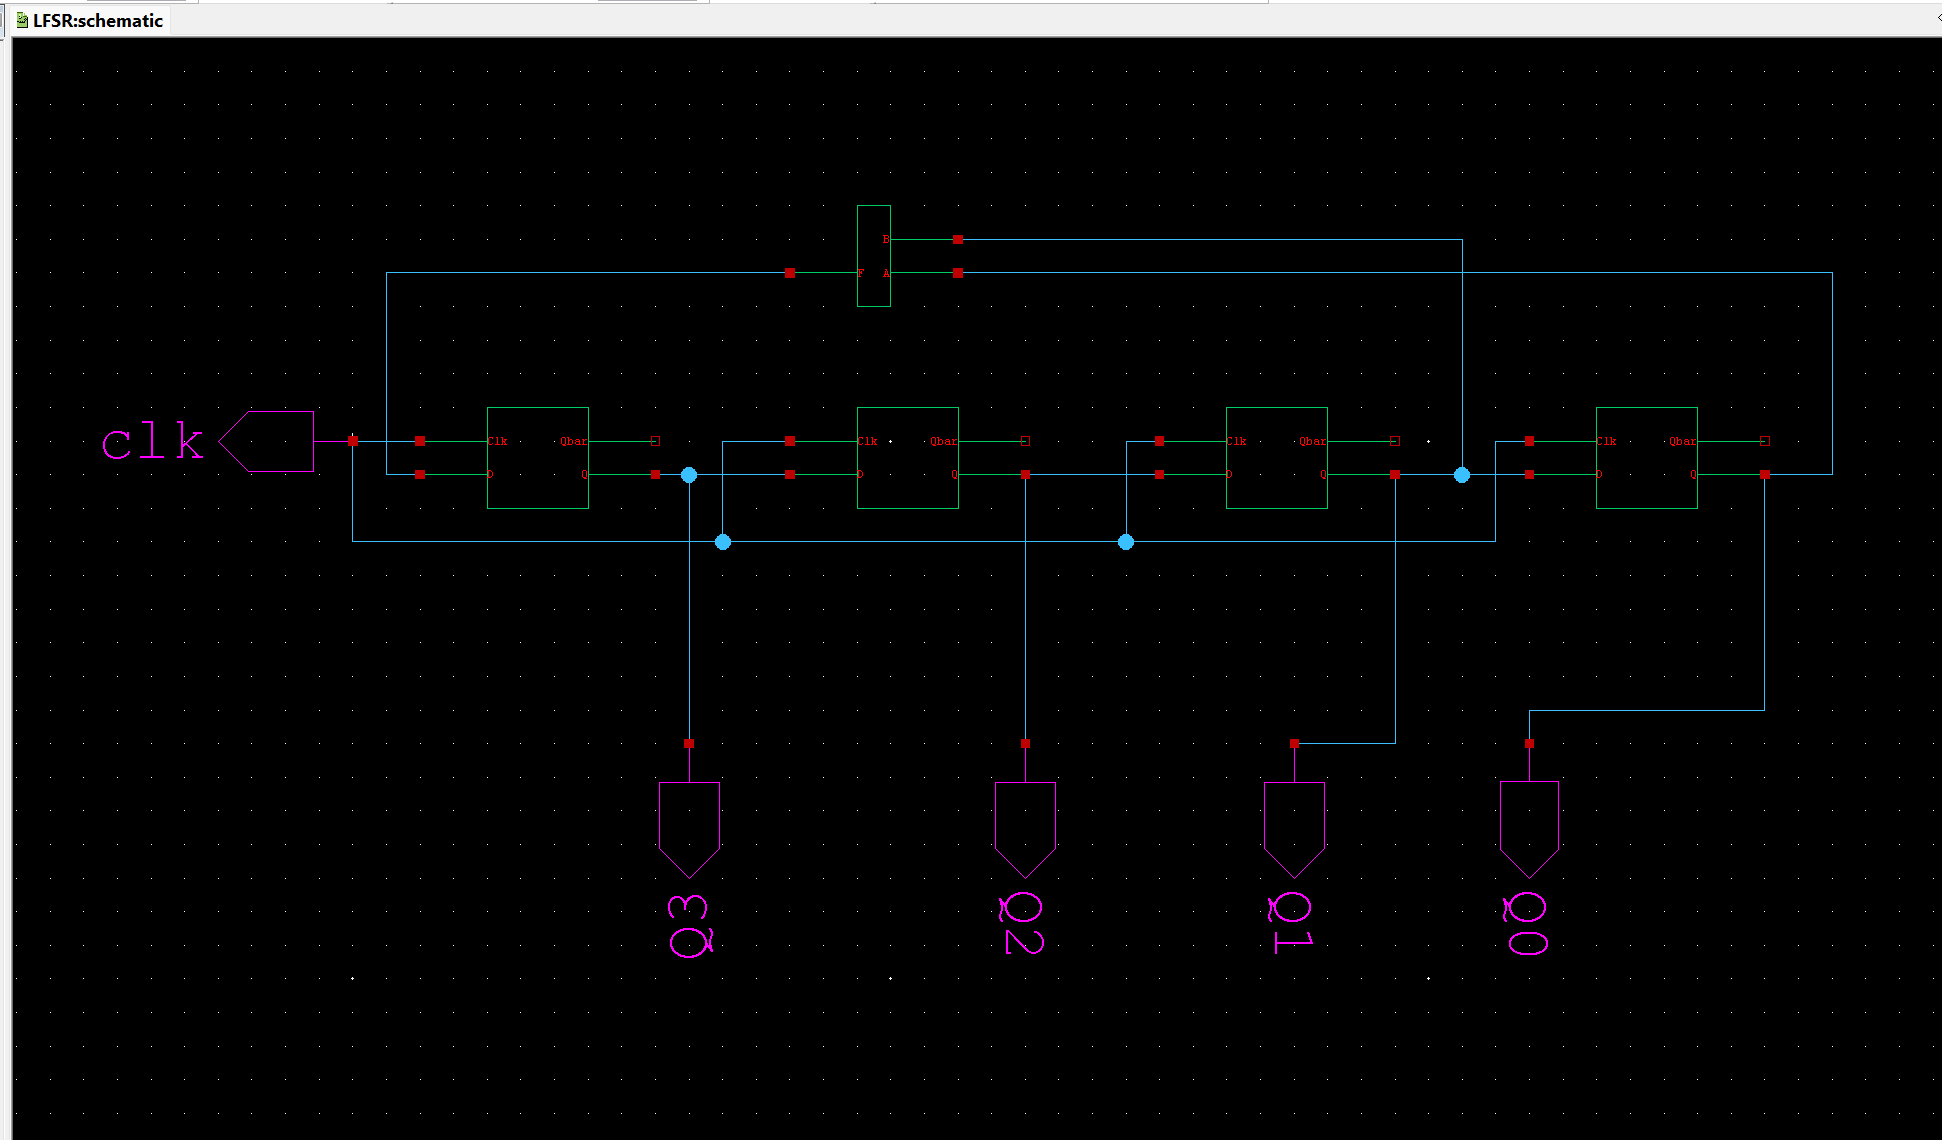 LFSR:schematic
B
F A
clk
Clk Qbar
D Q
Clk Qbar
D Q
Clk Qbar
D Q
Clk Qbar
D Q
Q3
Q2
Q1
Q0